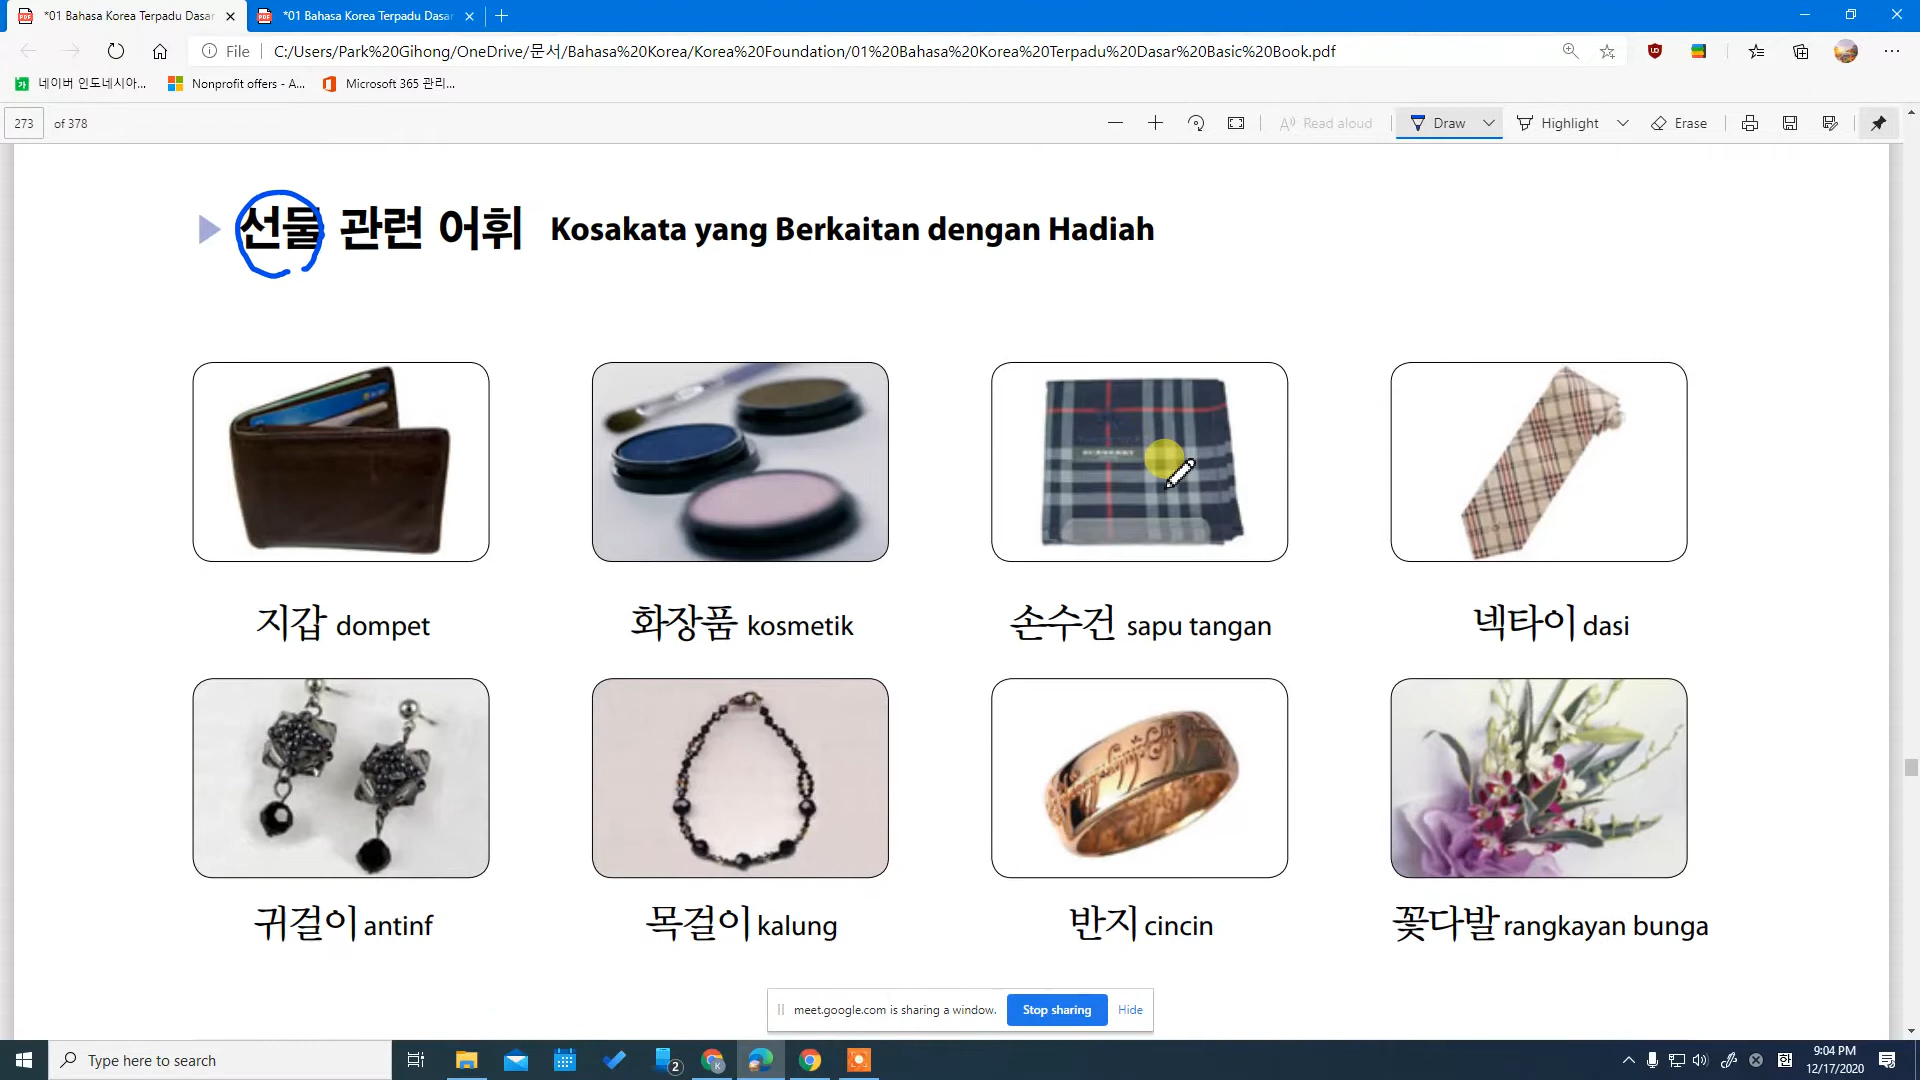 *01 Bahasa Korea Terpadu Dasar
*01 Bahasa Korea Terpadu Dasar
File
C:/Users/Park%20Gihong/OneDrive/문서/Bahasa%20Korea/Korea%20Foundation/01%20Bahasa%20Korea%20Terpadu%20Dasar%20Basic%20Book.pdf
네이버 인도네시아... Nonprofit offers - A... Microsoft 365 관리...
273 of 378 Read aloud Draw Highlight Erase
선물 관련 어휘 Kosakata yang Berkaitan dengan Hadiah
지갑 dompet
화장품 kosmetik
손수건 sapu tangan
넥타이 dasi
귀걸이 antinf
목걸이 kalung
반지 cincin
꽃다발 rangkayan bunga
meet.google.com is sharing a window. Stop sharing Hide
Type here to search
2
K
한
9:04 PM
12/17/2020